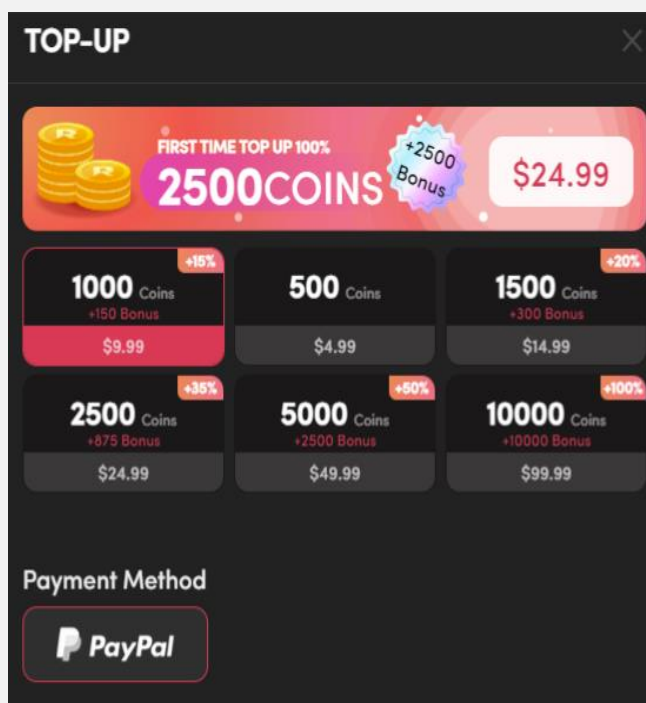 TOP-UP
FIRST TIME TOP UP 100%
2500COINS
+2500
Bonus
$24.99
+15%
1000 Coins
+150 Bonus
$9.99
500 Coins
$4.99
+20%
1500 Coins
+300 Bonus
$14.99
+35%
2500 Coins
+875 Bonus
$24.99
+50%
5000 Coins
+2500 Bonus
$49.99
+100%
10000 Coins
+10000 Bonus
$99.99
Payment Method
PayPal